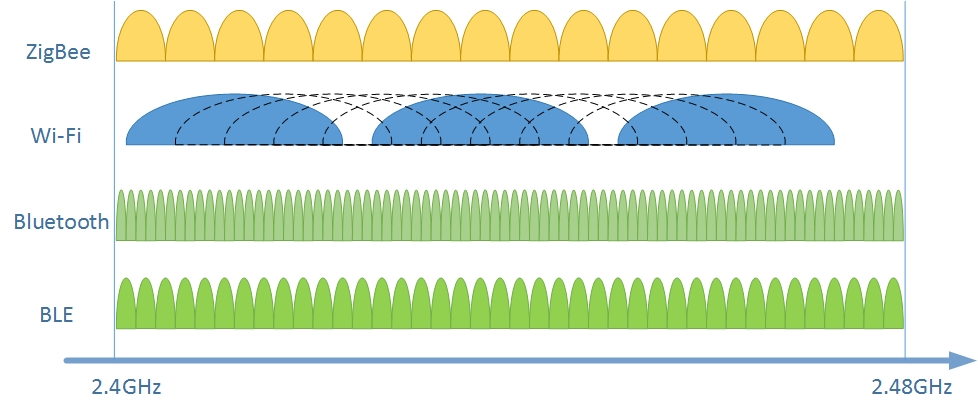 ZigBee
Wi-Fi
Bluetooth
BLE
2.4GHz
2.48GHz